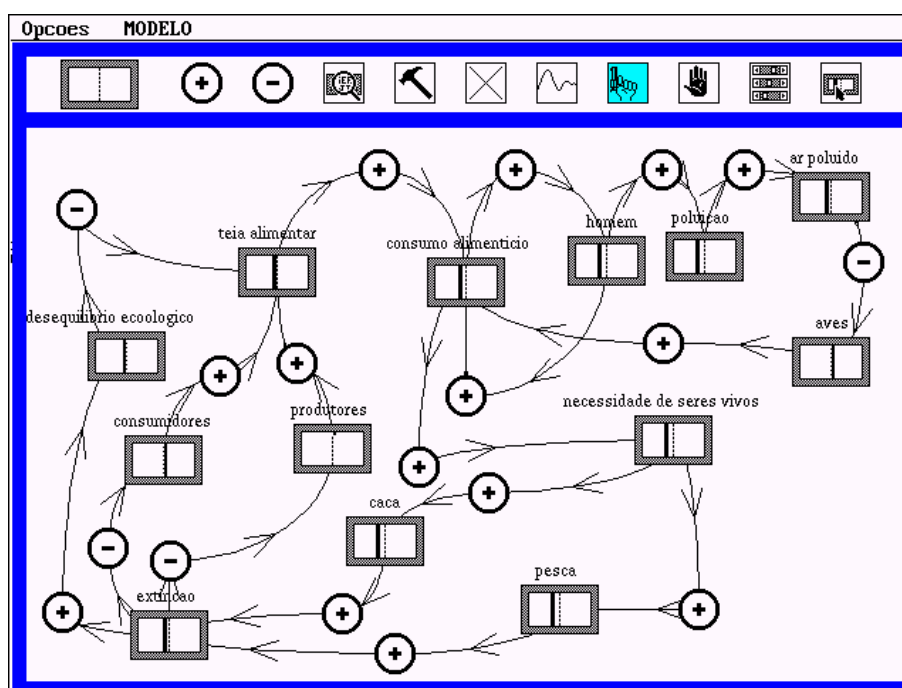 Opcoes MODELO
ar poluido
teia alimentar
consumo alimenticio
homem
poluicao
desequilibrio ecoologico
aves
consumidores
produtores
necessidade de seres vivos
caca
pesca
extincao